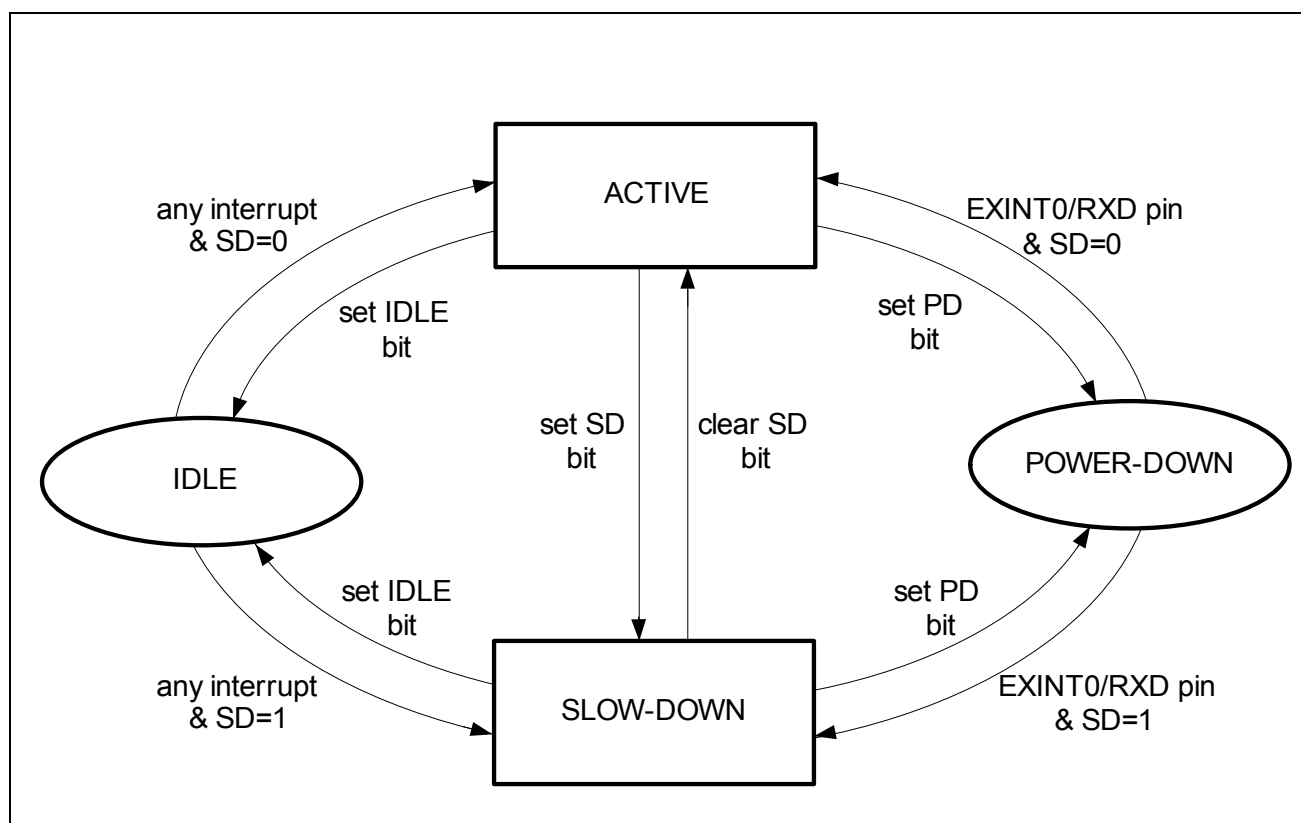 ACTIVE
any interrupt
& SD=0
EXINT0/RXD pin
& SD=0
set IDLE
bit
set PD
bit
set SD
bit
clear SD
bit
IDLE
POWER-DOWN
set IDLE
bit
set PD
bit
any interrupt
& SD=1
SLOW-DOWN
EXINT0/RXD pin
& SD=1